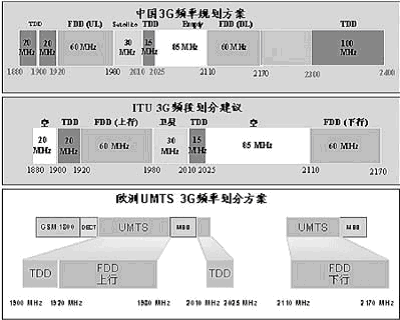 中国3G频率规划方案
TDD FDD (UL) Satellite TDD Empty FDD (DL) TDD
20 MHz 20 MHz 60 MHz 30 MHz 15 MHz 85 MHz 60 MHz 100 MHz
1880 1900 1920 1980 2010 2025 2110 2170 2300 2400
ITU 3G频段划分建议
空 TDD FDD (上行) 卫星 TDD 空 FDD (下行)
20 MHz 20 MHz 60 MHz 30 MHz 15 MHz 85 MHz 60 MHz
1880 1900 1920 1980 2010 2025 2110 2170
欧洲UMTS 3G频率划分方案
GSM 1800 DECT UMTS MSS UMTS MSS
TDD FDD 上行 TDD FDD 下行
1900 MHz 1920 MHz 1980 MHz 2010 MHz 2025 MHz 2110 MHz 2170 MHz